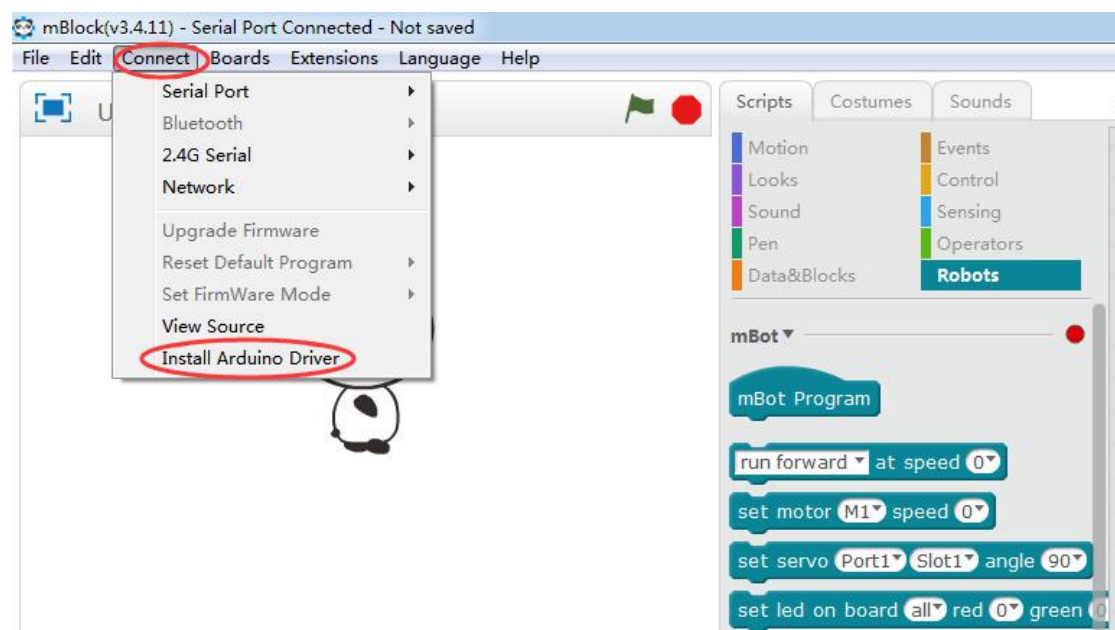 mBlock(v3.4.11) - Serial Port Connected - Not saved
File Edit Connect Boards Extensions Language Help
Serial Port
Bluetooth
2.4G Serial
Network
Upgrade Firmware
Reset Default Program
Set FirmWare Mode
View Source
Install Arduino Driver
U
Scripts Costumes Sounds
Motion Events
Looks Control
Sound Sensing
Pen Operators
Data&Blocks Robots
mBot
mBot Program
run forward at speed 0
set motor M1 speed 0
set servo Port1 Slot1 angle 90
set led on board all red 0 green 0